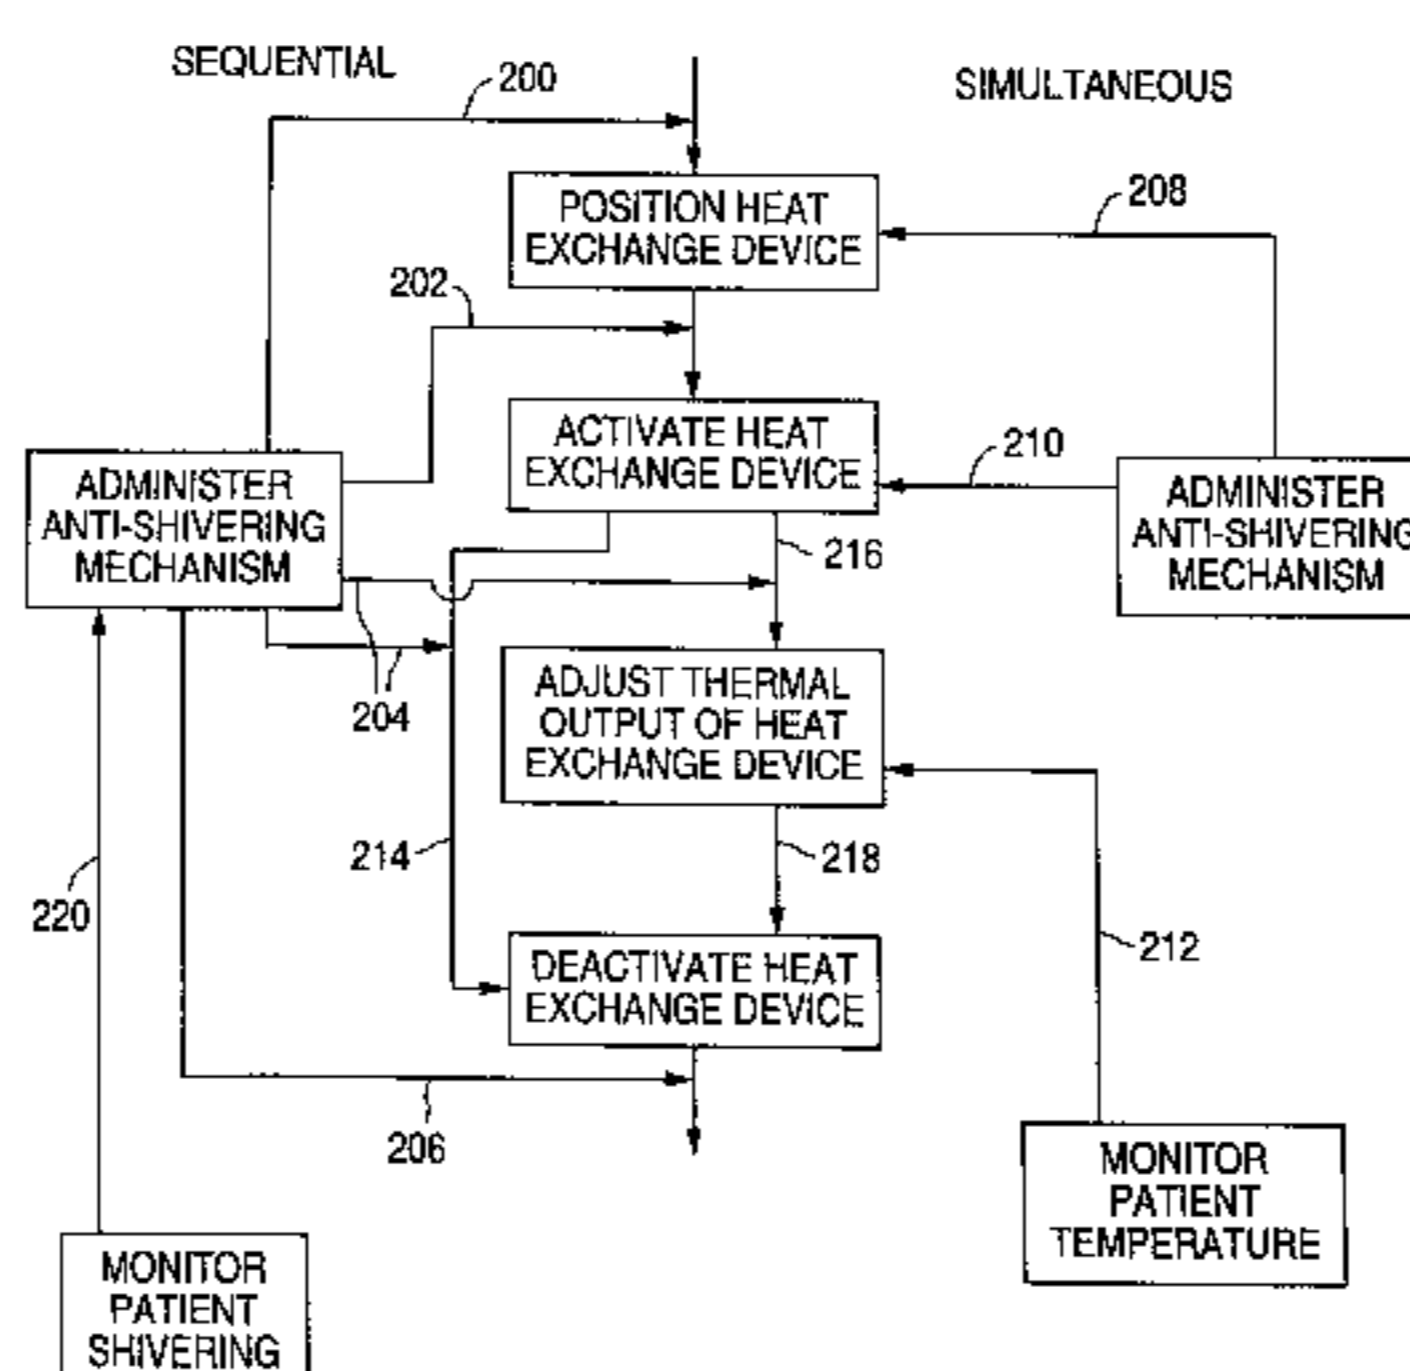 SEQUENTIAL
200
SIMULTANEOUS
POSITION HEAT
EXCHANGE DEVICE
208
202
ACTIVATE HEAT
EXCHANGE DEVICE
210
ADMINISTER
ANTI-SHIVERING
MECHANISM
ADMINISTER
ANTI-SHIVERING
MECHANISM
216
204
ADJUST THERMAL
OUTPUT OF HEAT
EXCHANGE DEVICE
214
218
220
212
DEACTIVATE HEAT
EXCHANGE DEVICE
206
MONITOR
PATIENT
TEMPERATURE
MONITOR
PATIENT
SHIVERING